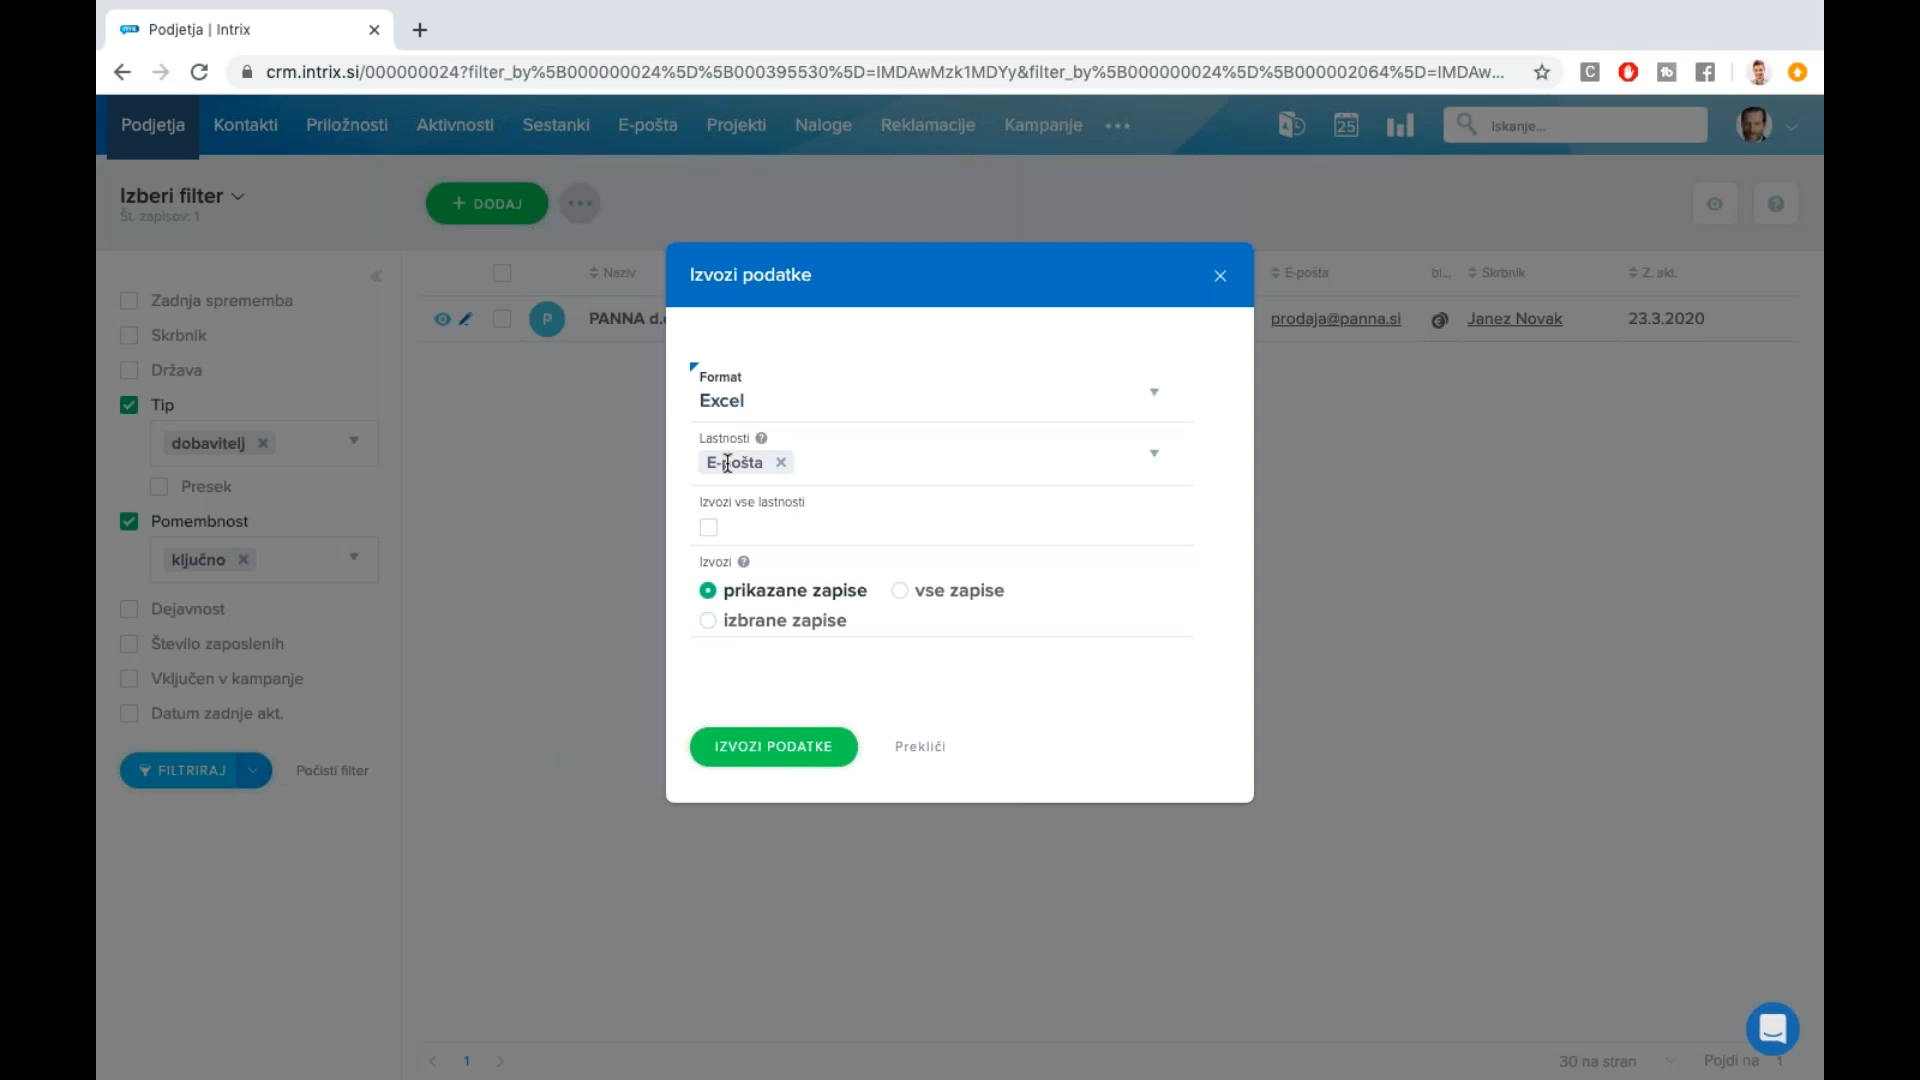 Podjetja | Intrix
crm.intrix.si/000000024?filter_by%5B000000024%5D%5B000395530%5D=IMDAwMzk1MDYy&filter_by%5B000000024%5D%5B000002064%5D=IMDAw...
Podjetja Kontakti Priložnosti Aktivnosti Sestanki E-pošta Projekti Naloge Reklamacije Kampanje
25
Iskanje...
Izberi filter
Št. zapisov: 1
+ DODAJ
Naziv
E-pošta
bi...
Skrbnik
Z. akt.
P
PANNA d.
prodaja@panna.si
Janez Novak
23.3.2020
Zadnja sprememba
Skrbnik
Država
Tip
dobavitelj
Presek
Pomembnost
ključno
Dejavnost
Število zaposlenih
Vključen v kampanje
Datum zadnje akt.
FILTRIRAJ
Počisti filter
Izvozi podatke
Format
Excel
Lastnosti
E-pošta
Izvozi vse lastnosti
Izvozi
prikazane zapise
vse zapise
izbrane zapise
IZVOZI PODATKE
Prekliči
1
30 na stran
Pojdi na 1